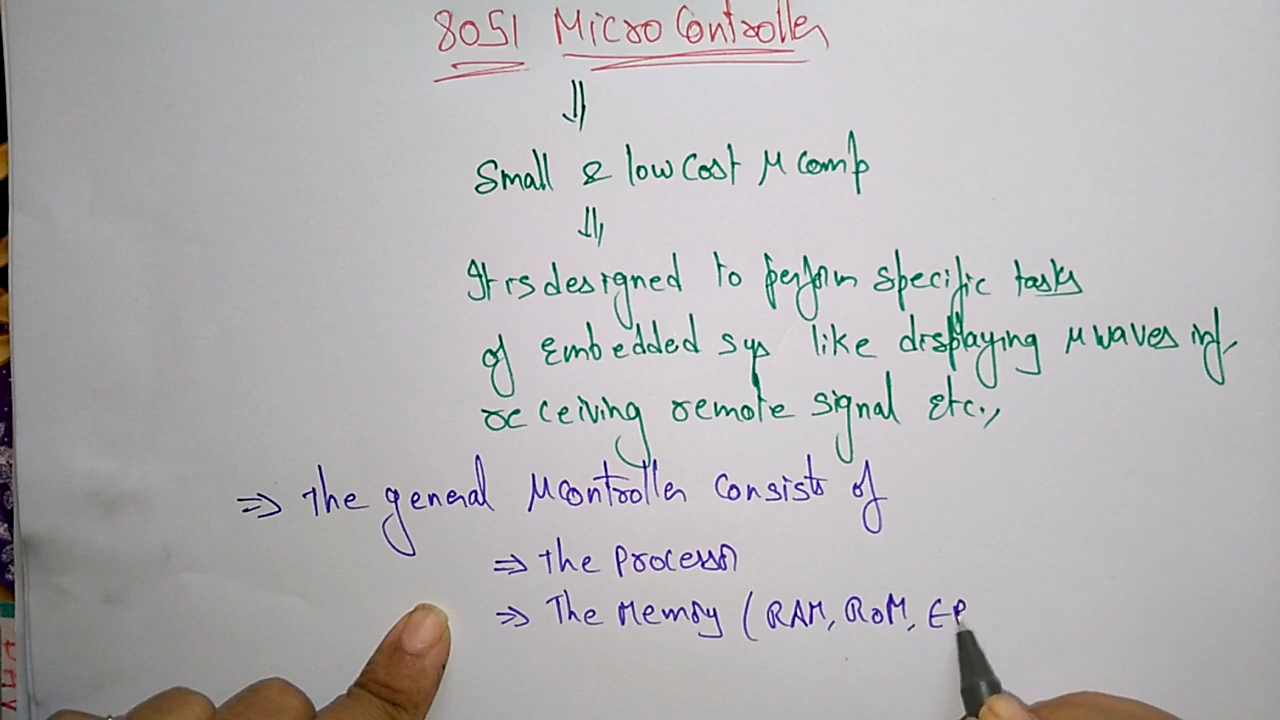 8051 Micro Controller
Small & low Cost μ comp
It is designed to perform specific tasks
of Embedded sys like displaying μ waves inf.
receiving remote signal etc.,
⇒ the general μcontroller consists of
⇒ the processor
⇒ The Memory (RAM, ROM, EP